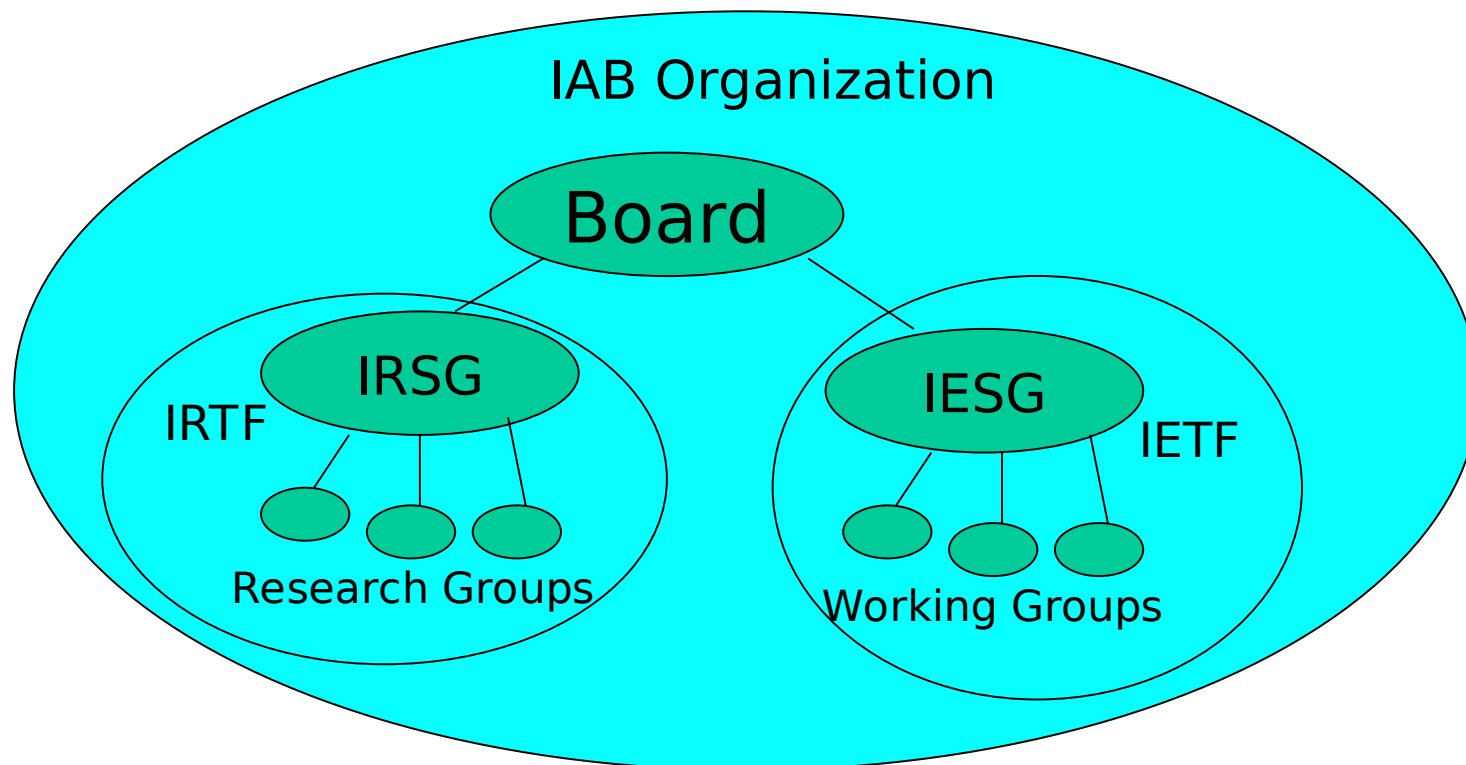 IAB Organization
Board
IRSG
IESG
IRTF
IETF
Research Groups
Working Groups